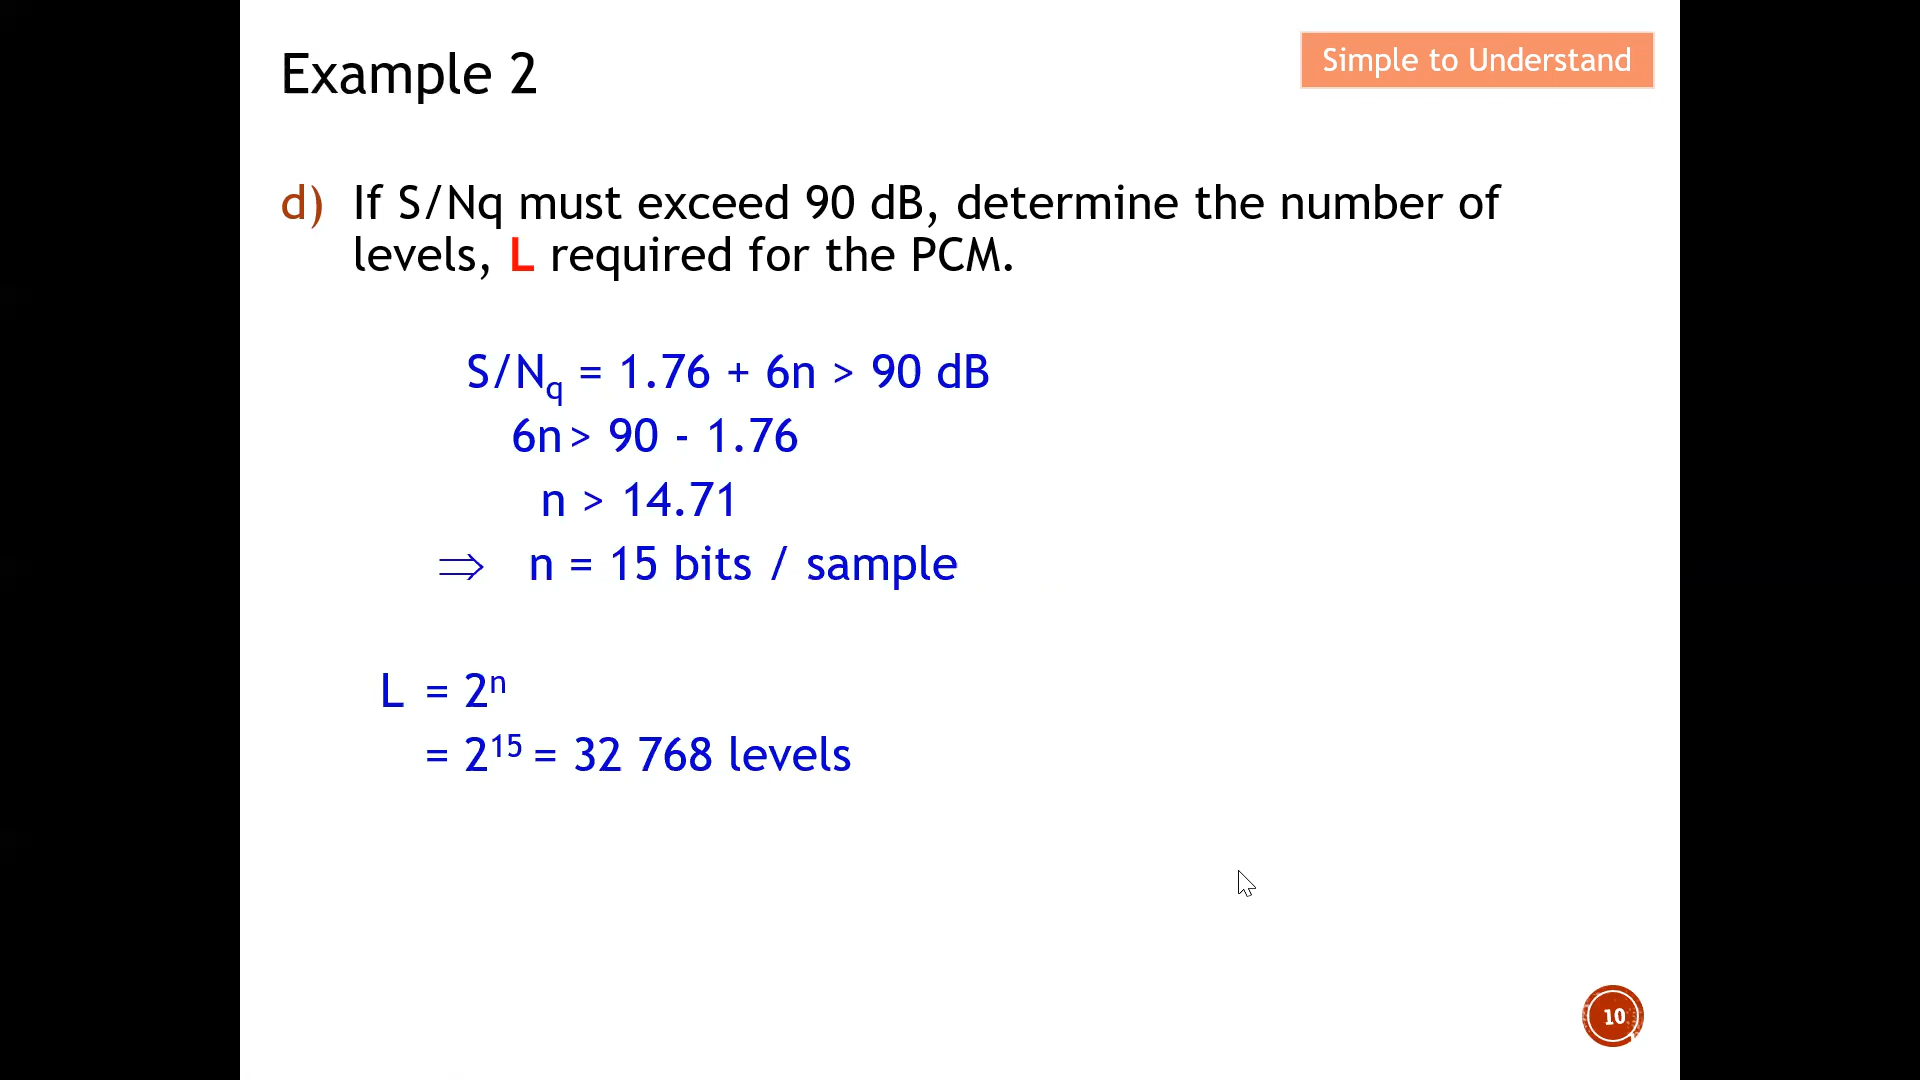 Example 2
Simple to Understand
d) If S/Nq must exceed 90 dB, determine the number of
levels, L required for the PCM.
S/Nq = 1.76 + 6n > 90 dB
6n > 90 - 1.76
n > 14.71
⇒ n = 15 bits / sample
L = 2ⁿ
= 2¹⁵ = 32 768 levels
10